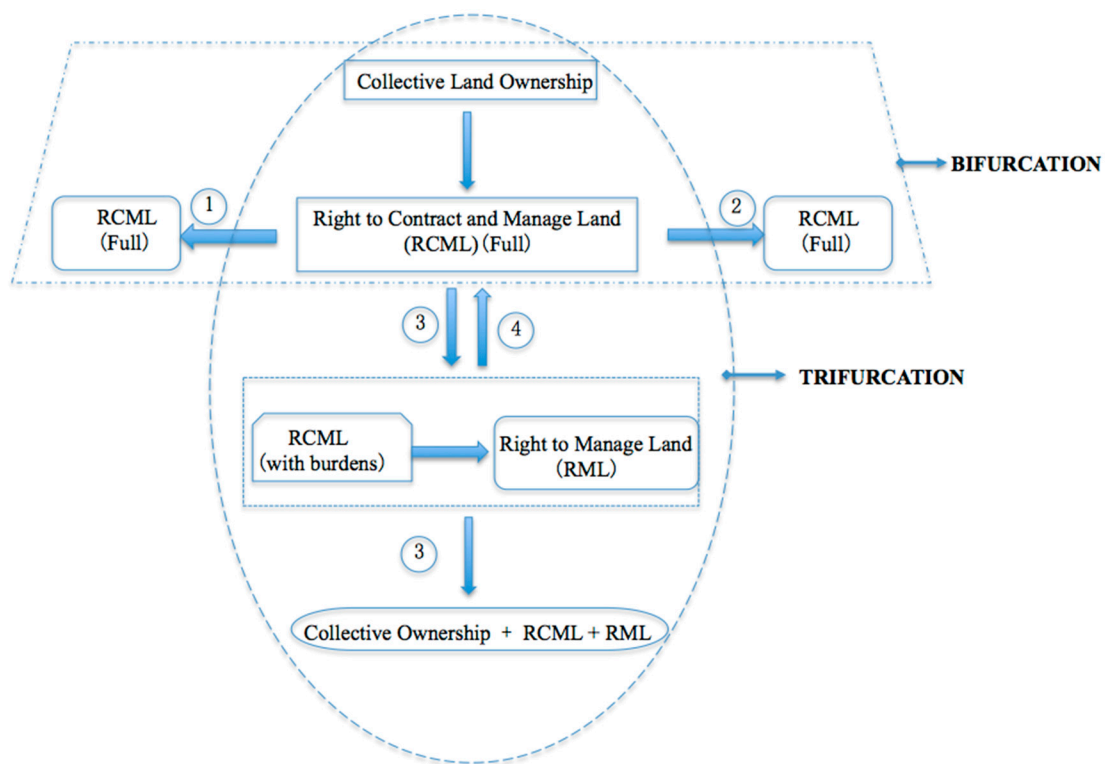 Collective Land Ownership
BIFURCATION
RCML
(Full)
1
Right to Contract and Manage Land
(RCML)(Full)
2
RCML
(Full)
3
4
TRIFURCATION
RCML
(with burdens)
Right to Manage Land
(RML)
3
Collective Ownership + RCML + RML